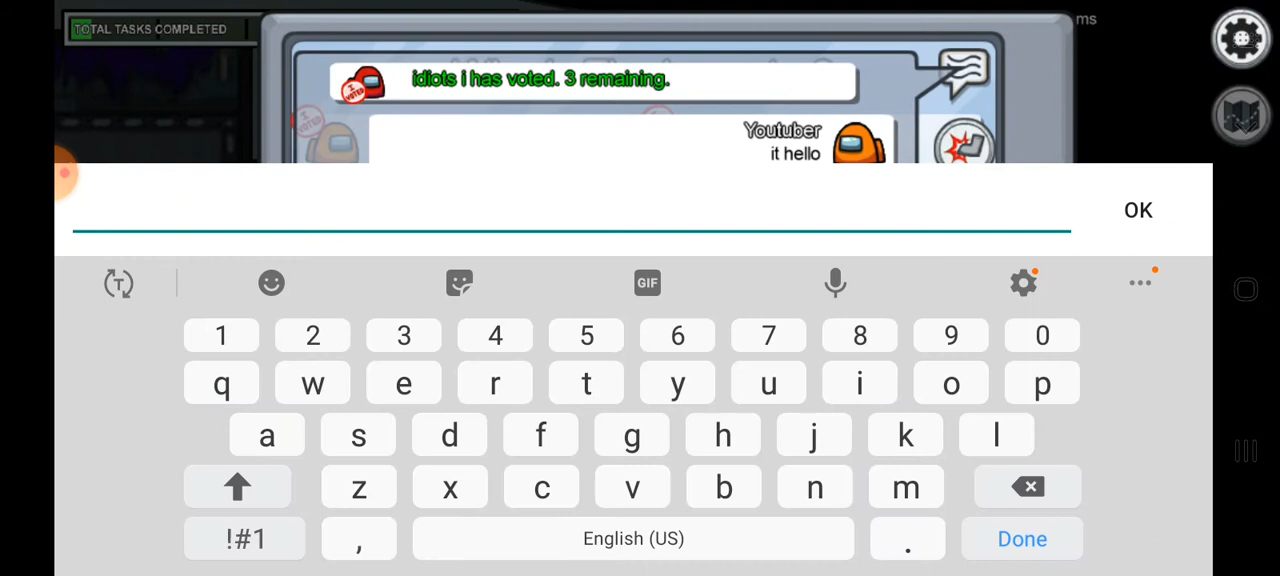 TOTAL TASKS COMPLETED
ms
idiots i has voted. 3 remaining.
I VOTED
Youtuber
it hello
OK
T
GIF
1 2 3 4 5 6 7 8 9 0
q w e r t y u i o p
a s d f g h j k l
z x c v b n m
!#1 , English (US) . Done